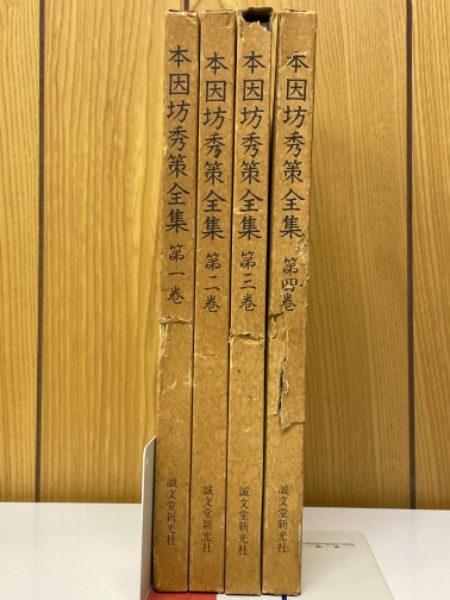 本因坊秀策全集 第一巻
誠文堂新光社
本因坊秀策全集 第二巻
誠文堂新光社
本因坊秀策全集 第三巻
誠文堂新光社
本因坊秀策全集 第四巻
誠文堂新光社